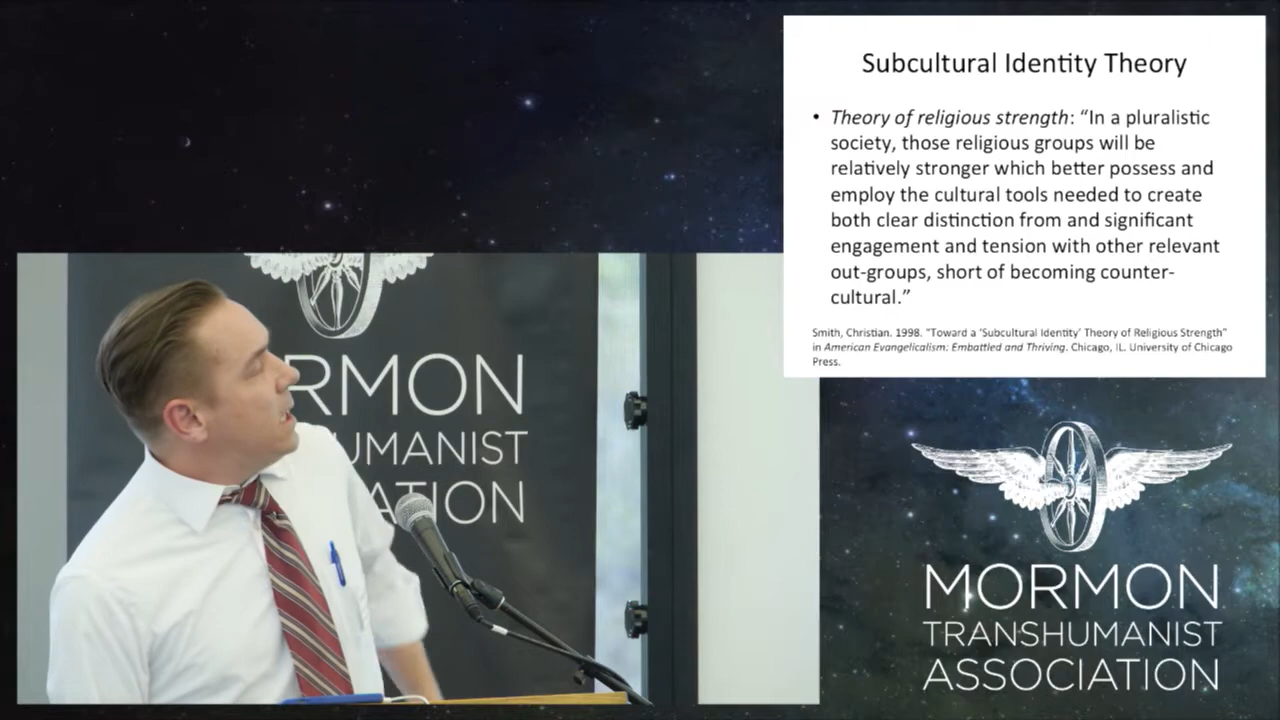 Subcultural Identity Theory
• Theory of religious strength: “In a pluralistic
society, those religious groups will be
relatively stronger which better possess and
employ the cultural tools needed to create
both clear distinction from and significant
engagement and tension with other relevant
out-groups, short of becoming counter-
cultural.”
Smith, Christian. 1998. “Toward a ‘Subcultural Identity’ Theory of Religious Strength”
in American Evangelicalism: Embattled and Thriving. Chicago, IL. University of Chicago
Press.
RMON
UMANIST
ATION
MORMON
TRANSHUMANIST
ASSOCIATION